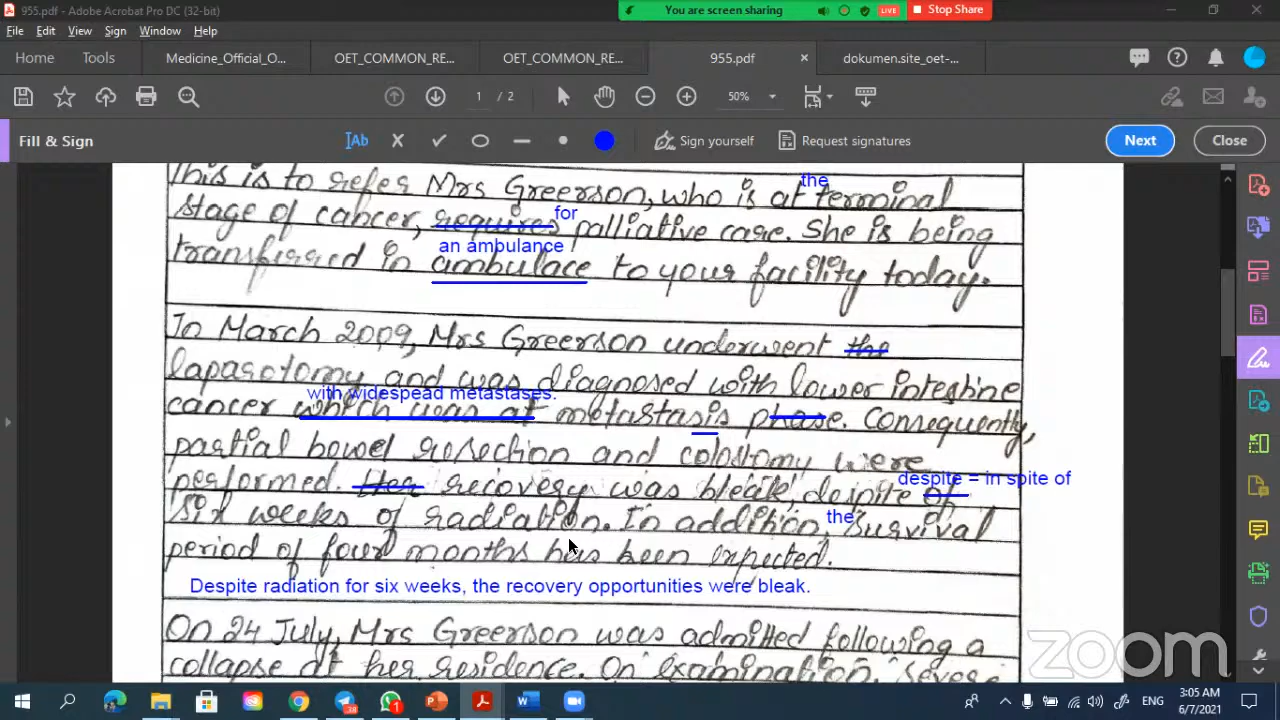 955.pdf - Adobe Acrobat Pro DC (32-bit)
You are screen sharing
LIVE
Stop Share
File Edit View Sign Window Help
Home Tools Medicine_Official_O... OET_COMMON_RE... OET_COMMON_RE... 955.pdf × dokumen.site_oet-...
1 / 2 50%
Fill & Sign
Ab
Sign yourself
Request signatures
Next
Close
the
This is to refer Mrs Greerson, who is at terminal
for
stage of cancer, requires palliative care. She is being
an ambulance
transferred in ambulace to your facility today.
In March 2009, Mrs Greerson underwent the
laparotomy and was diagnosed with lower intestine
with widespead metastases.
cancer which was at metastasis phase. Consequently,
partial bowel resection and colostomy were
despite = in spite of
performed. Her recovery was bleak, despite of
the
six weeks of radiation. In addition, survival
period of four months has been expected.
Despite radiation for six weeks, the recovery opportunities were bleak.
On 24 July, Mrs Greerson was admitted following a
collapse at her residence. On examination, severe
zoom
38
1
ENG
3:05 AM
6/7/2021